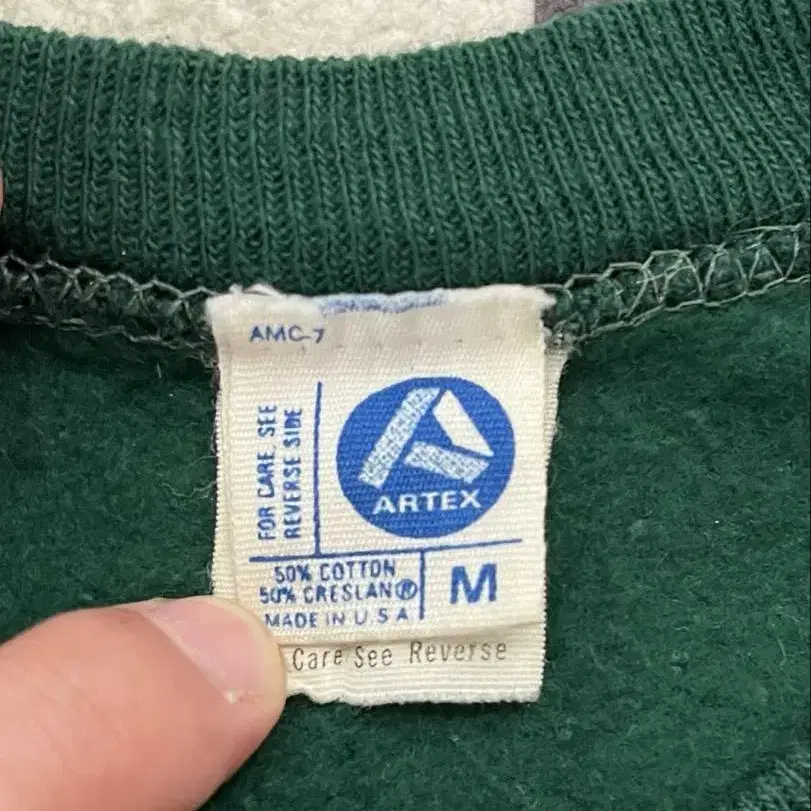 AMC-7
FOR CARE, SEE
REVERSE SIDE
ARTEX
50% COTTON
50% CRESLAN®
MADE IN U S A
M
Care See Reverse